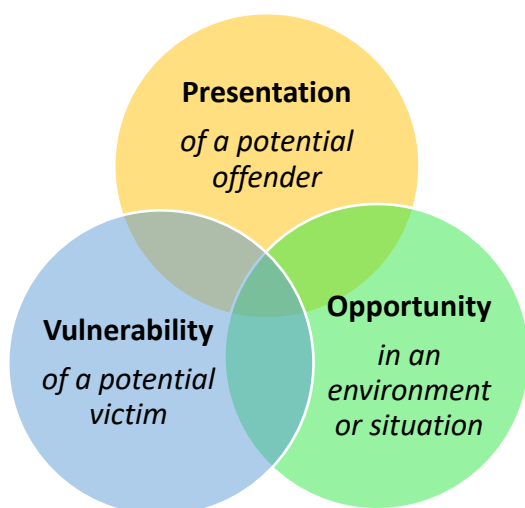 Presentation
of a potential
offender
Vulnerability
of a potential
victim
Opportunity
in an
environment
or situation